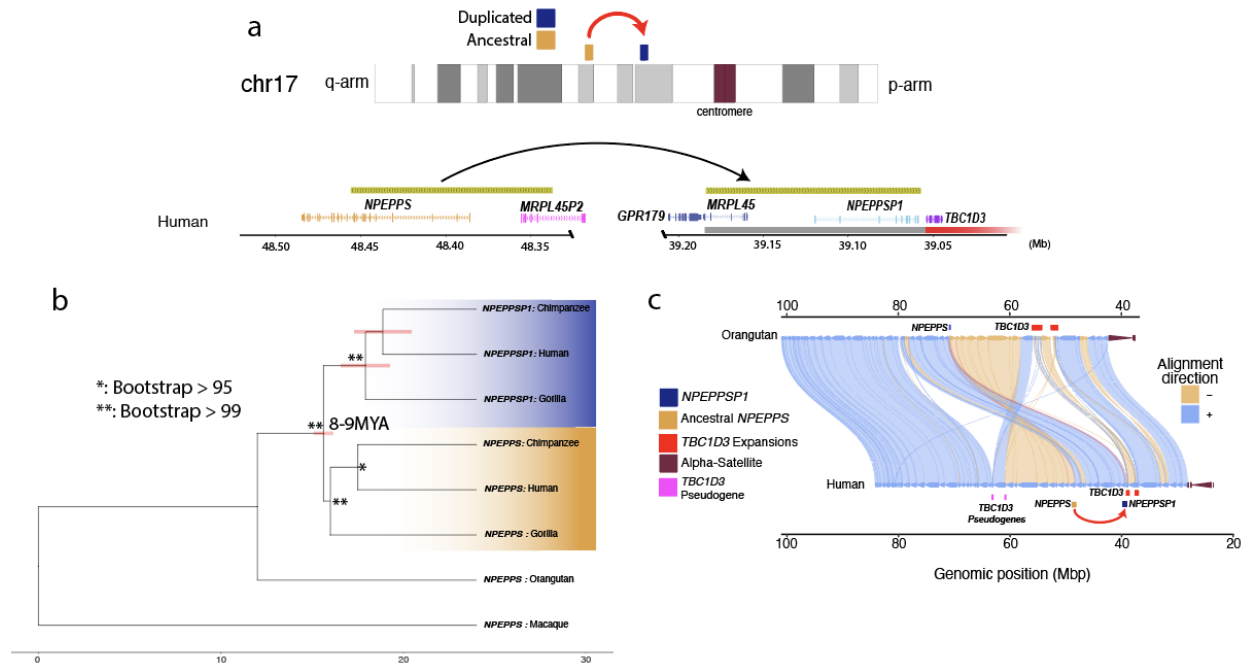 a
Duplicated
Ancestral
chr17
q-arm
p-arm
centromere
Human
NPEPPS
MRPL45P2
GPR179
MRPL45
NPEPPSP1
TBC1D3
48.50
48.45
48.40
48.35
39.20
39.15
39.10
39.05
(Mb)
b
*: Bootstrap > 95
**: Bootstrap > 99
NPEPPSP1: Chimpanzee
**
NPEPPSP1: Human
NPEPPSP1: Gorilla
** 8-9MYA
NPEPPS: Chimpanzee
*
NPEPPS: Human
**
NPEPPS : Gorilla
NPEPPS : Orangutan
NPEPPS : Macaque
0
10
20
30
c
100
80
60
40
NPEPPS
TBC1D3
Orangutan
Alignment
direction
−
+
NPEPPSP1
Ancestral NPEPPS
TBC1D3 Expansions
Alpha-Satellite
TBC1D3
Pseudogene
Human
TBC1D3
Pseudogenes
NPEPPS
TBC1D3
NPEPPSP1
100
80
60
40
20
Genomic position (Mbp)